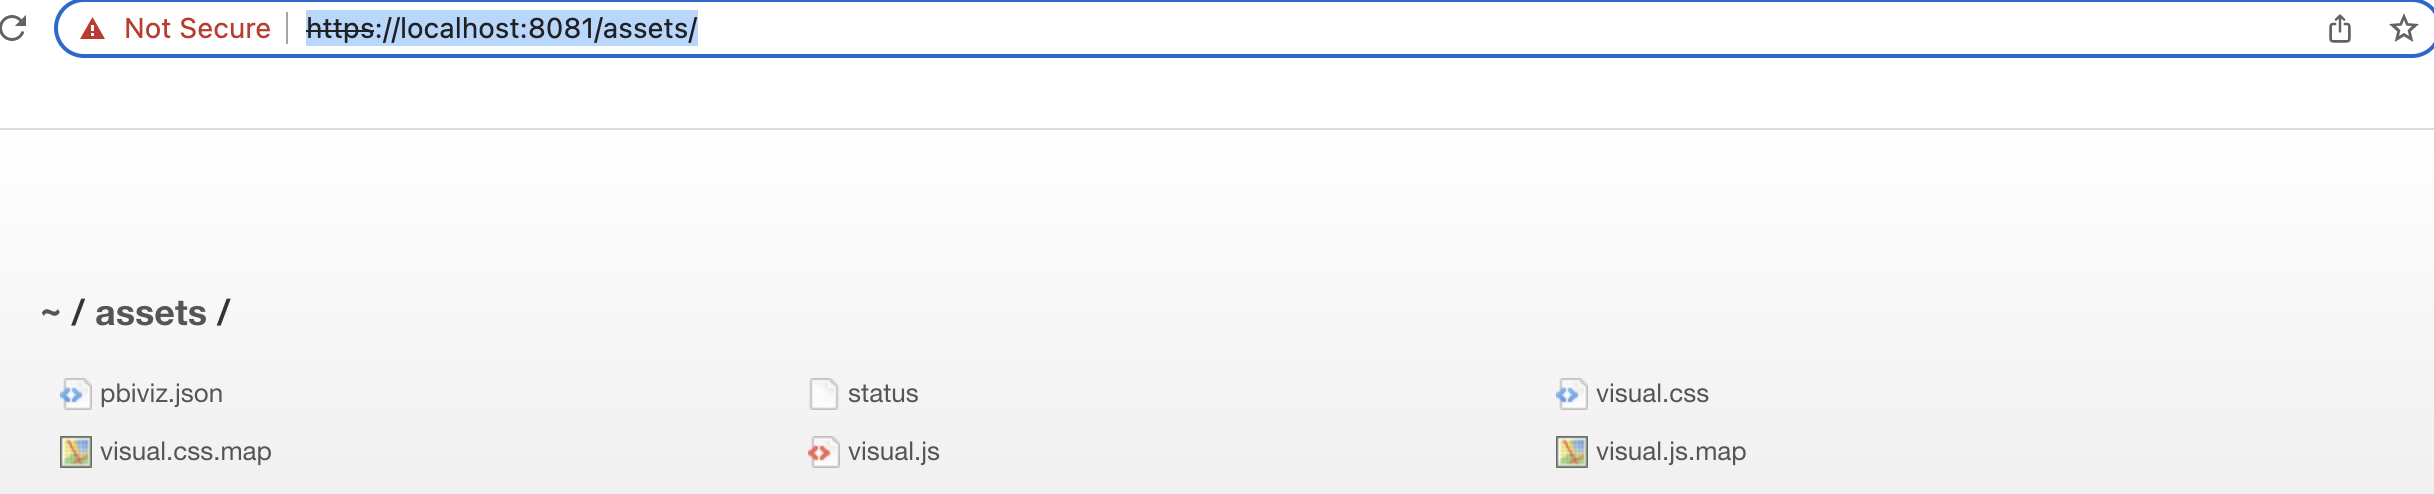 Not Secure https://localhost:8081/assets/
~ / assets /
pbiviz.json status visual.css
visual.css.map visual.js visual.js.map